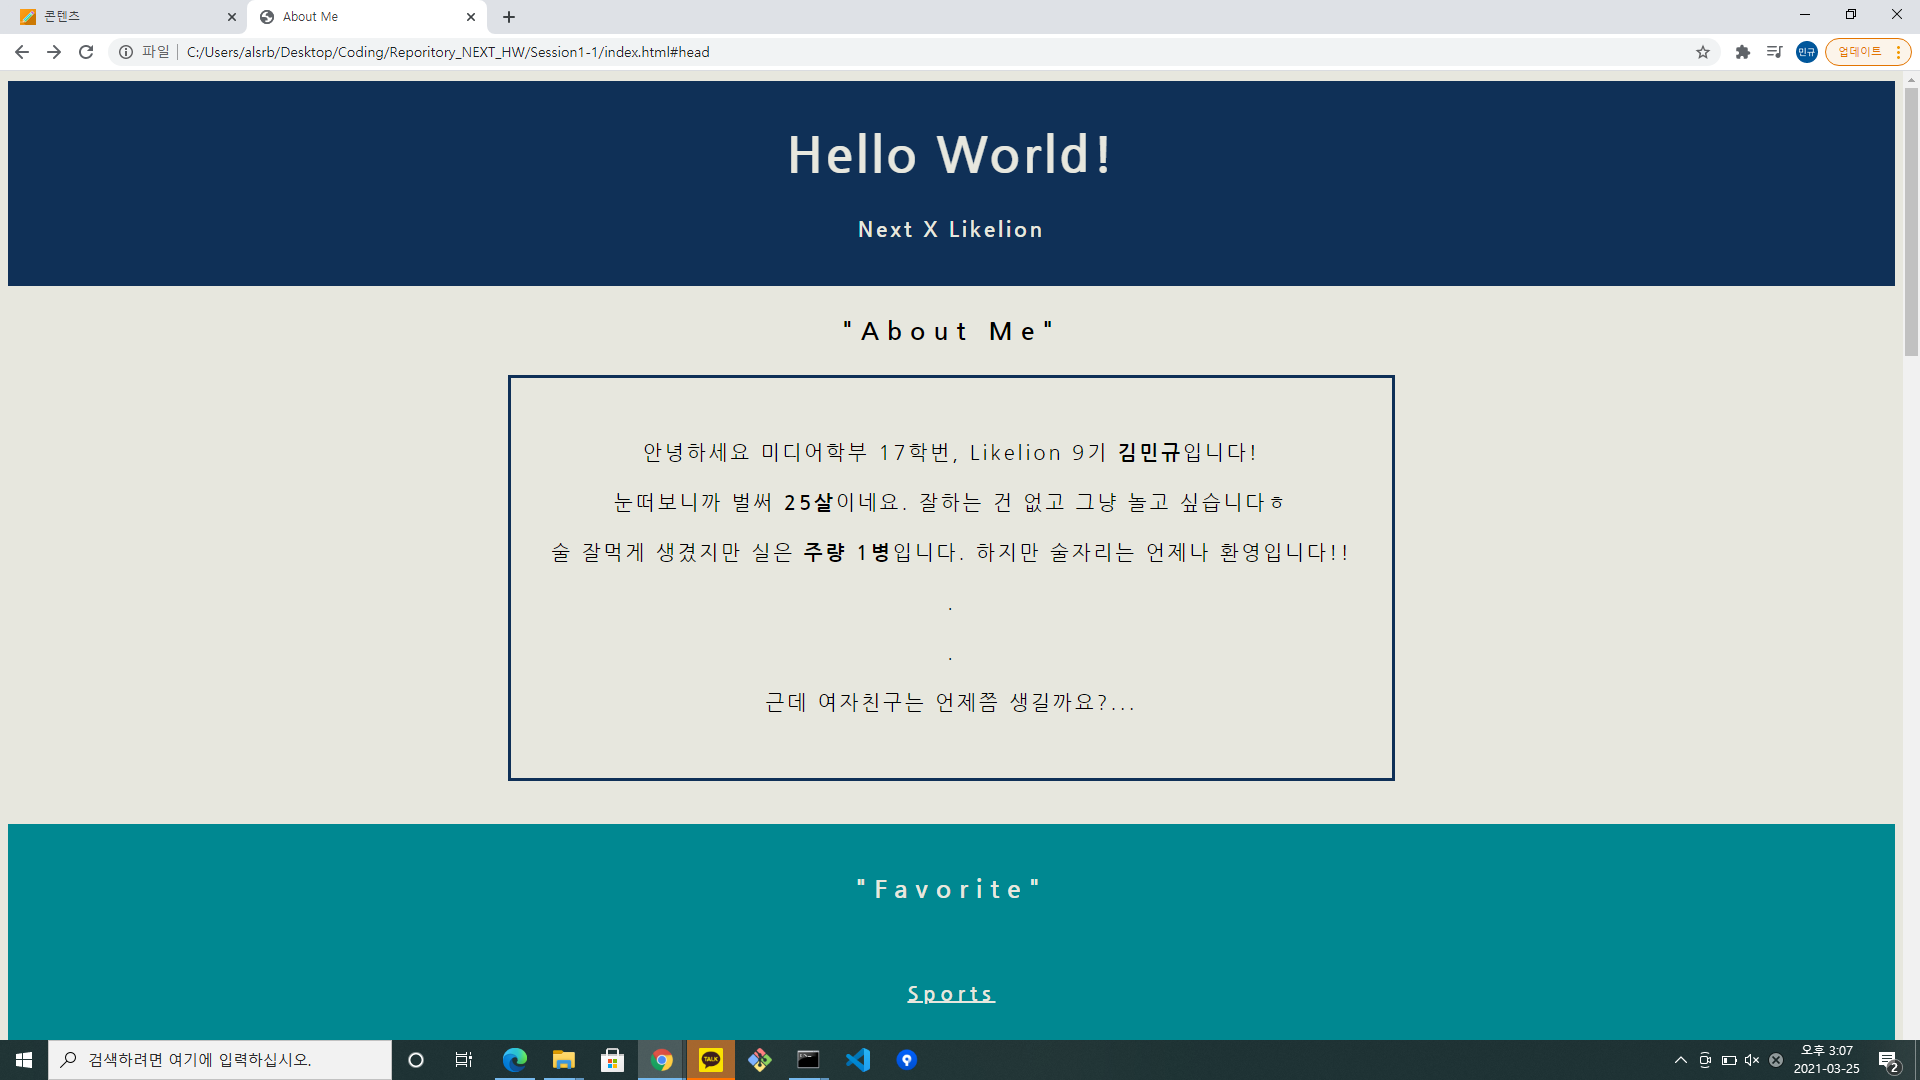 콘텐츠
About Me
파일
C:/Users/alsrb/Desktop/Coding/Reporitory_NEXT_HW/Session1-1/index.html#head
민규
업데이트
Hello World!
Next X Likelion
"About Me"
안녕하세요 미디어학부 17학번, Likelion 9기 김민규입니다!
눈떠보니까 벌써 25살이네요. 잘하는 건 없고 그냥 놀고 싶습니다ㅎ
술 잘먹게 생겼지만 실은 주량 1병입니다. 하지만 술자리는 언제나 환영입니다!!
.
.
근데 여자친구는 언제쯤 생길까요?...
"Favorite"
Sports
검색하려면 여기에 입력하십시오.
TALK
오후 3:07
2021-03-25
2